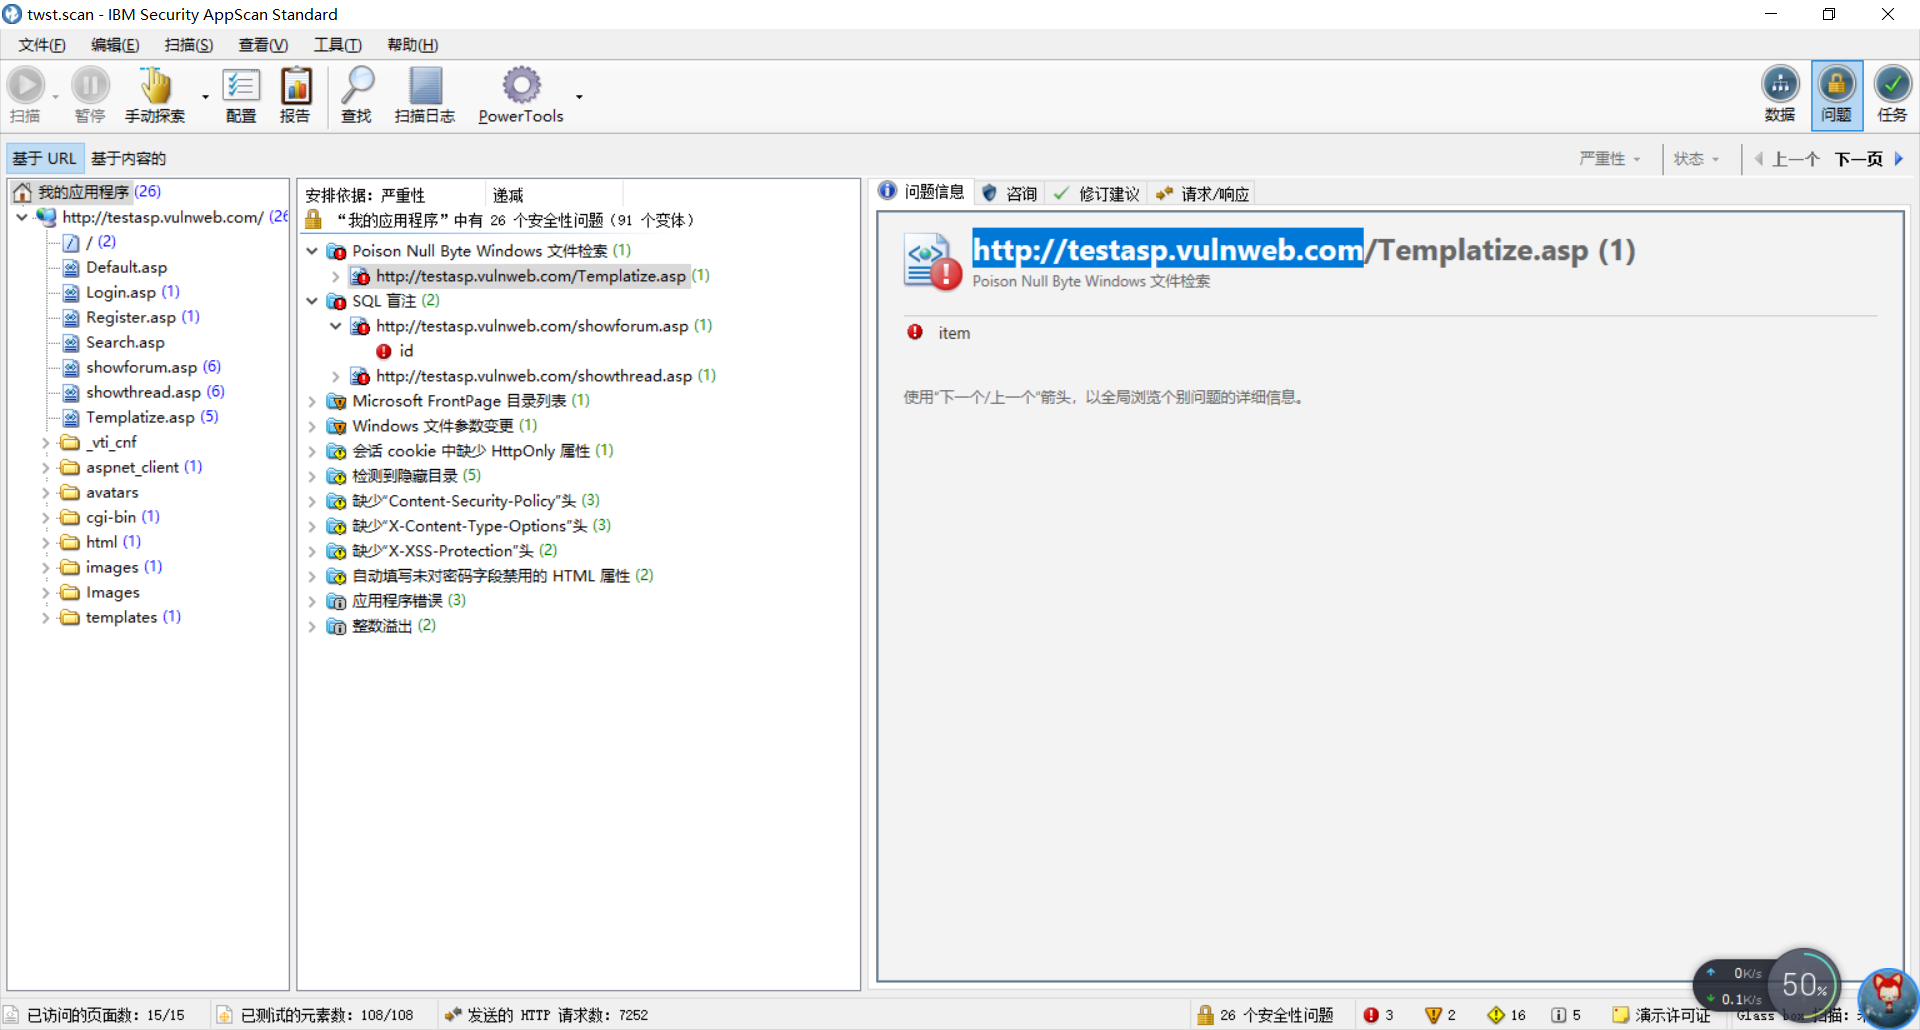 twst.scan - IBM Security AppScan Standard
文件(F) 编辑(E) 扫描(S) 查看(V) 工具(T) 帮助(H)
扫描 暂停 手动探索 配置 报告 查找 扫描日志 PowerTools 数据 问题 任务
基于 URL 基于内容的 严重性 状态 上一个 下一页
我的应用程序 (26)
http://testasp.vulnweb.com/ (26
/ (2)
Default.asp
Login.asp (1)
Register.asp (1)
Search.asp
showforum.asp (6)
showthread.asp (6)
Templatize.asp (5)
_vti_cnf
aspnet_client (1)
avatars
cgi-bin (1)
html (1)
images (1)
Images
templates (1)
安排依据：严重性 递减
“我的应用程序”中有 26 个安全性问题（91 个变体）
Poison Null Byte Windows 文件检索 (1)
http://testasp.vulnweb.com/Templatize.asp (1)
SQL 盲注 (2)
http://testasp.vulnweb.com/showforum.asp (1)
id
http://testasp.vulnweb.com/showthread.asp (1)
Microsoft FrontPage 目录列表 (1)
Windows 文件参数变更 (1)
会话 cookie 中缺少 HttpOnly 属性 (1)
检测到隐藏目录 (5)
缺少“Content-Security-Policy”头 (3)
缺少“X-Content-Type-Options”头 (3)
缺少“X-XSS-Protection”头 (2)
自动填写未对密码字段禁用的 HTML 属性 (2)
应用程序错误 (3)
整数溢出 (2)
问题信息 咨询 修订建议 请求/响应
http://testasp.vulnweb.com/Templatize.asp (1)
Poison Null Byte Windows 文件检索
item
使用“下一个/上一个”箭头，以全局浏览个别问题的详细信息。
0K/s
0.1K/s
50%
已访问的页面数：15/15 已测试的元素数：108/108 发送的 HTTP 请求数：7252 26 个安全性问题 3 2 16 5 演示许可证 Glass box 扫描：